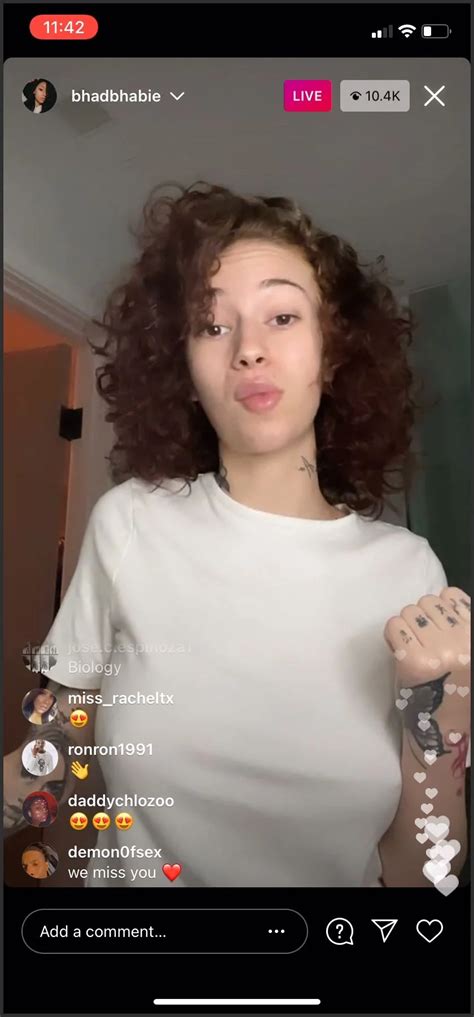 11:42
bhadbhabie
LIVE
10.4K
jose.c.espinoza1
Biology
miss_racheltx
😍
ronron1991
👋
daddychlozoo
😍😍😍
demon0fsex
we miss you ❤️
Add a comment...